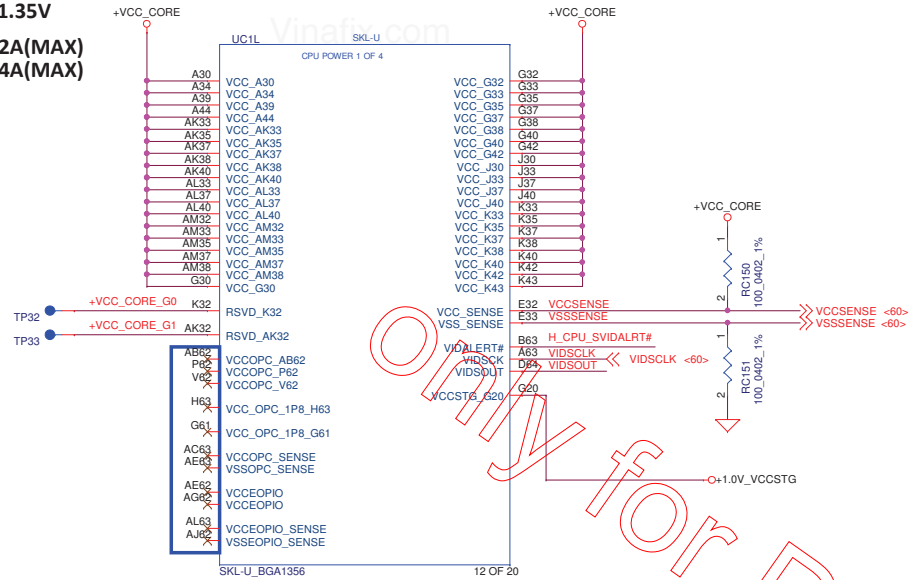 1.35V
+VCC_CORE
+VCC_CORE
Vinafix.com
2A(MAX)
4A(MAX)
UC1L
SKL-U
CPU POWER 1 OF 4
A30 VCC_A30 VCC_G32 G32
A34 VCC_A34 VCC_G33 G33
A39 VCC_A39 VCC_G35 G35
A44 VCC_A44 VCC_G37 G37
AK33 VCC_AK33 VCC_G38 G38
AK35 VCC_AK35 VCC_G40 G40
AK37 VCC_AK37 VCC_G42 G42
AK38 VCC_AK38 VCC_J30 J30
AK40 VCC_AK40 VCC_J33 J33
AL33 VCC_AL33 VCC_J37 J37
AL37 VCC_AL37 VCC_J40 J40
AL40 VCC_AL40 VCC_K33 K33
AM32 VCC_AM32 VCC_K35 K35
AM33 VCC_AM33 VCC_K37 K37
AM35 VCC_AM35 VCC_K38 K38
AM37 VCC_AM37 VCC_K40 K40
AM38 VCC_AM38 VCC_K42 K42
G30 VCC_G30 VCC_K43 K43
+VCC_CORE
1
RC150
100_0402_1%
2
TP32 +VCC_CORE_G0 K32 RSVD_K32 VCC_SENSE E32 VCCSENSE VCCSENSE <60>
VSS_SENSE E33 VSSSENSE VSSSENSE <60>
TP33 +VCC_CORE_G1 AK32 RSVD_AK32
VIDALERT# B63 H_CPU_SVIDALRT#
AB62 VCCOPC_AB62 VIDSCK A63 VIDSCLK VIDSCLK <60>
P62 VCCOPC_P62 VIDSOUT D64 VIDSOUT
V62 VCCOPC_V62
1
RC151
100_0402_1%
2
VCCSTG_G20 G20
H63 VCC_OPC_1P8_H63
G61 VCC_OPC_1P8_G61
AC63 VCCOPC_SENSE
AE63 VSSOPC_SENSE
+1.0V_VCCSTG
AE62 VCCEOPIO
AG62 VCCEOPIO
AL63 VCCEOPIO_SENSE
AJ62 VSSEOPIO_SENSE
SKL-U_BGA1356
12 OF 20
only for